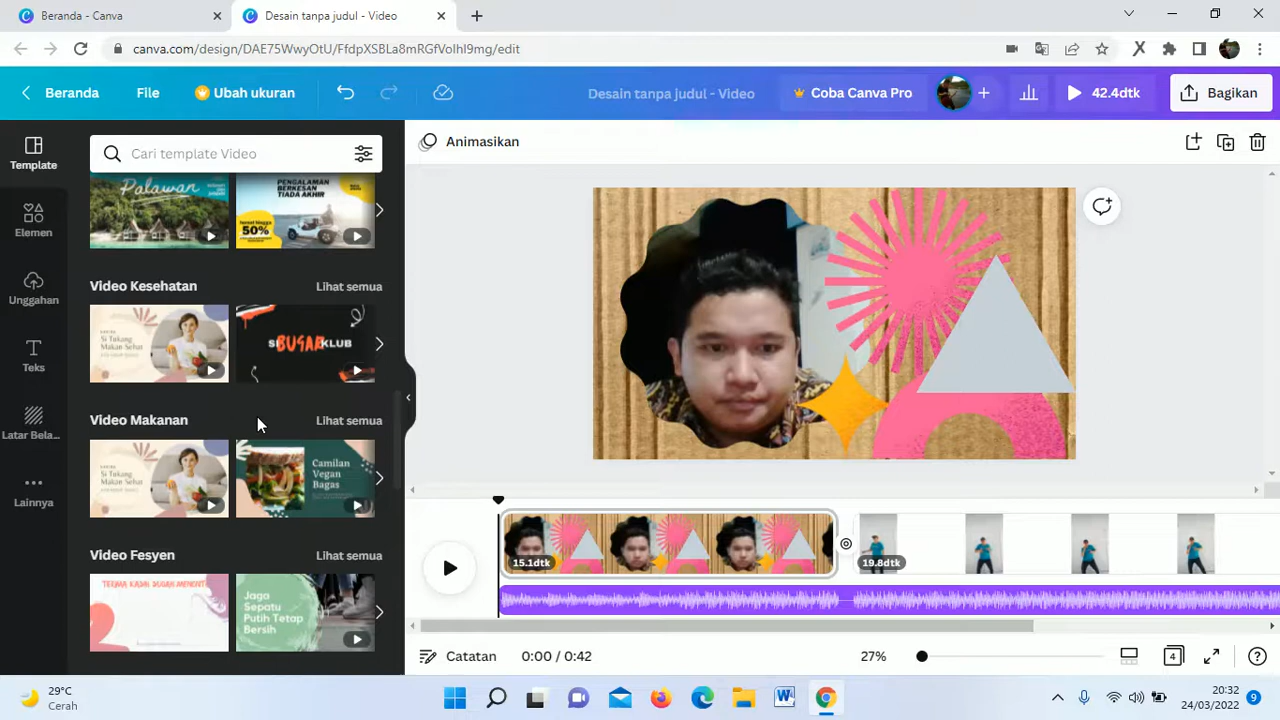 Beranda - Canva
Desain tanpa judul - Video
canva.com/design/DAE75WwyOtU/FfdpXSBLa8mRGfVolhI9mg/edit
Beranda
File
Ubah ukuran
Desain tanpa judul - Video
Coba Canva Pro
42.4dtk
Bagikan
Template
Cari template Video
Animasikan
Palawan
PENGALAMAN
BERKESAN
TIADA AKHIR
50%
Elemen
Video Kesehatan
Lihat semua
Unggahan
Si Tukang
Makan Sehat
BUGAR KLUB
Teks
Video Makanan
Lihat semua
Latar Bela...
Si Tukang
Makan Sehat
Camilan
Vegan
Bagas
Lainnya
Video Fesyen
Lihat semua
Jaga
Sepatu
Putih Tetap
Bersih
15.1dtk
19.8dtk
Catatan
0:00 / 0:42
27%
4
29°C
Cerah
20:32
24/03/2022
9